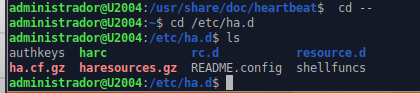 administrador@U2004:/usr/share/doc/heartbeat$ cd --
administrador@U2004:~$ cd /etc/ha.d
administrador@U2004:/etc/ha.d$ ls
authkeys harc rc.d resource.d
ha.cf.gz haresources.gz README.config shellfuncs
administrador@U2004:/etc/ha.d$